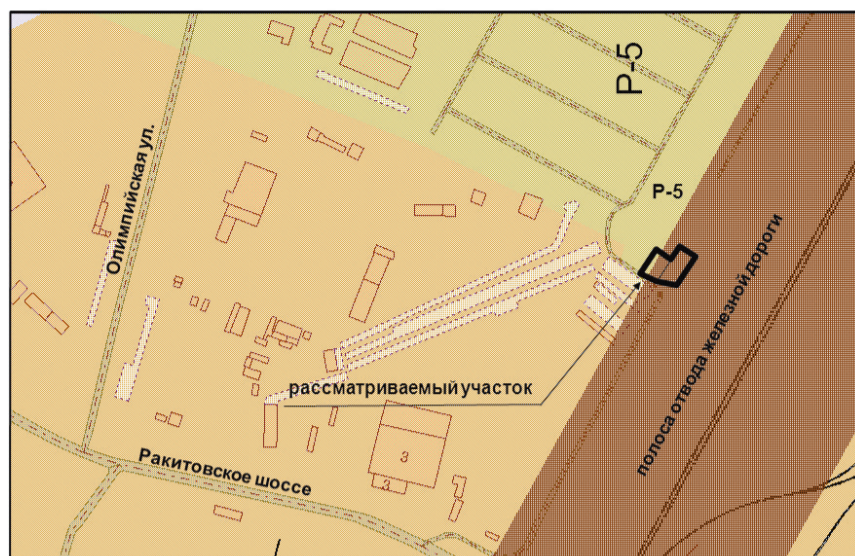 Олимпийская ул.
Р-5
Р-5
полоса отвода железной дороги
рассматриваемый участок
Ракитовское шоссе
3
3